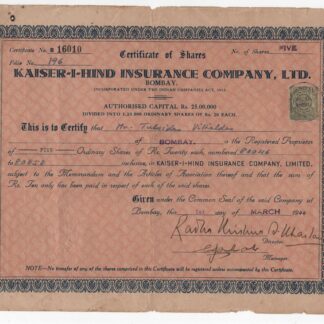 Certificate No. 16010
Certificate of Shares
No. of Shares FIVE
Folio No. 196
KAISER-I-HIND INSURANCE COMPANY, LTD.
BOMBAY.
INCORPORATED UNDER THE INDIAN COMPANIES ACT, 1913.
AUTHORISED CAPITAL Rs. 25,00,000
DIVIDED INTO 1,25,000 ORDINARY SHARES OF Rs. 20 EACH.
This is to Certify that Mr. Tulsidas Vithaldas
of BOMBAY. is the Registered Proprietor
of FIVE Ordinary Shares of Rs. Twenty each, numbered 80046
to inclusive, in KAISER-I-HIND INSURANCE COMPANY, LIMITED,
subject to the Memorandum and the Articles of Association thereof and that the sum of
Rs. Ten only has been paid in respect of each of the said shares.
Given under the Common Seal of the said Company at
Bombay, this 1st day of MARCH 1944
Director
Manager
NOTE—No transfer of any of the shares comprised in this Certificate will be registered unless accompanied by this Certificate.